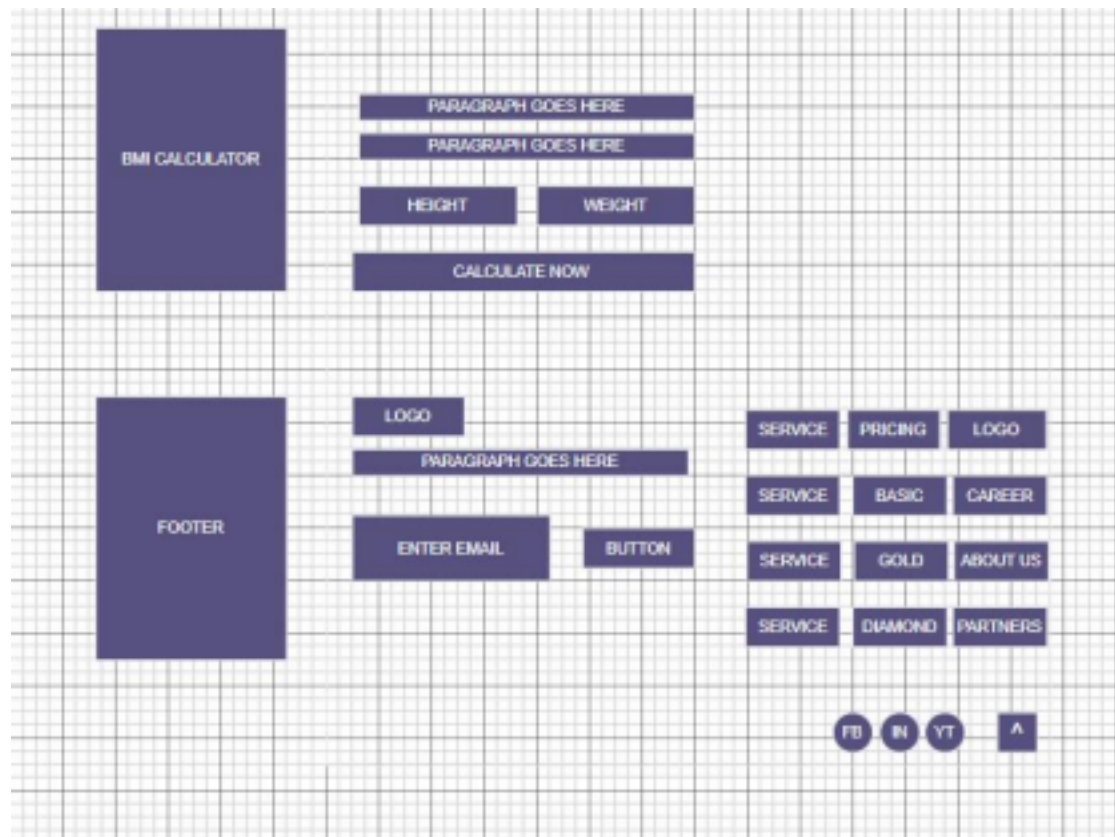 BMI CALCULATOR
PARAGRAPH GOES HERE
PARAGRAPH GOES HERE
HEIGHT
WEIGHT
CALCULATE NOW
FOOTER
LOGO
PARAGRAPH GOES HERE
ENTER EMAIL
BUTTON
SERVICE
PRICING
LOGO
SERVICE
BASIC
CAREER
SERVICE
GOLD
ABOUT US
SERVICE
DIAMOND
PARTNERS
FB
IN
YT
^